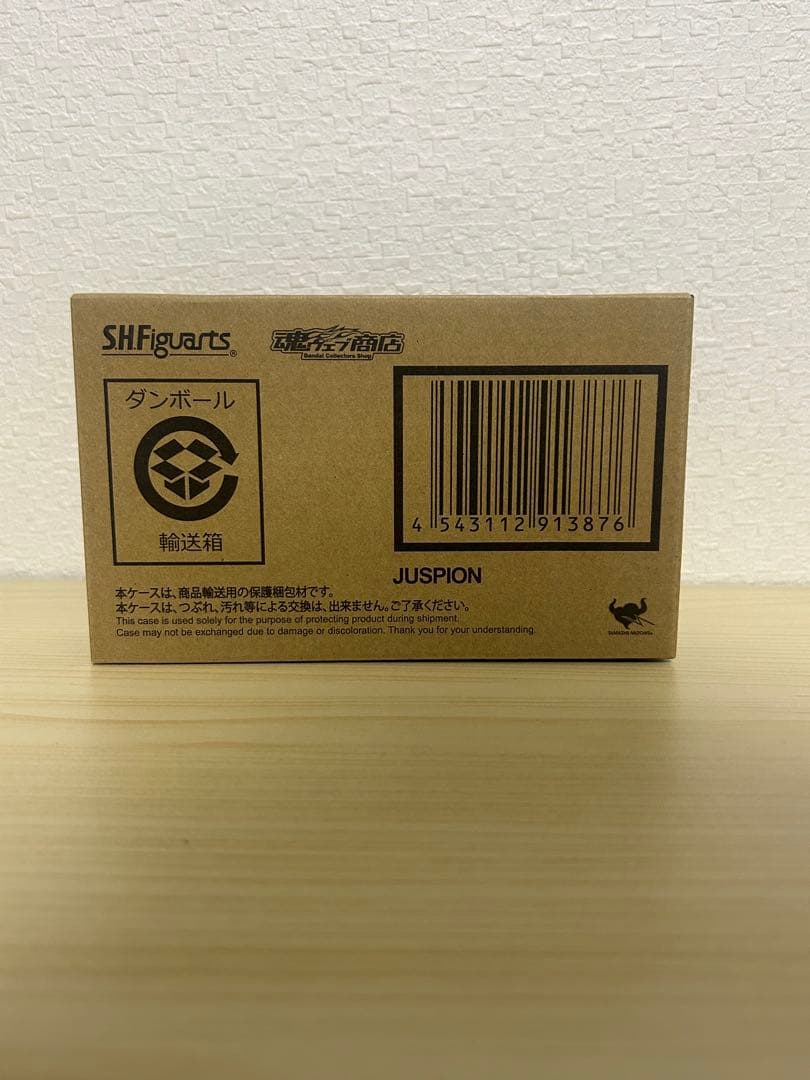 S.H.Figuarts®
魂ウェブ商店
Bandai Collectors Shop
ダンボール
輸送箱
4 543112 913876
JUSPION
本ケースは、商品輸送用の保護梱包材です。
本ケースは、つぶれ、汚れ等による交換は、出来ません。ご了承ください。
This case is used solely for the purpose of protecting product during shipment.
Case may not be exchanged due to damage or discoloration. Thank you for your understanding.
TAMASHII NATIONS